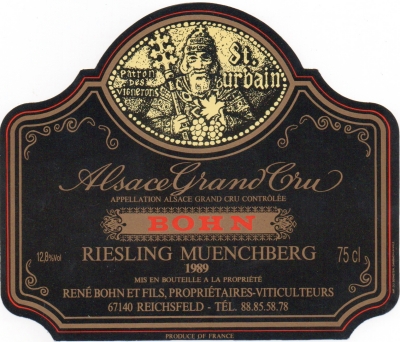 Patron des vignerons
St. urbain
Alsace Grand Cru
APPELLATION ALSACE GRAND CRU CONTRÔLÉE
BOHN
12,8%Vol RIESLING MUENCHBERG 75 cl
1989
MIS EN BOUTEILLE A LA PROPRIÉTÉ
RENÉ BOHN ET FILS, PROPRIÉTAIRES-VITICULTEURS
67140 REICHSFELD - TÉL. 88.85.58.78
PRODUCE OF FRANCE